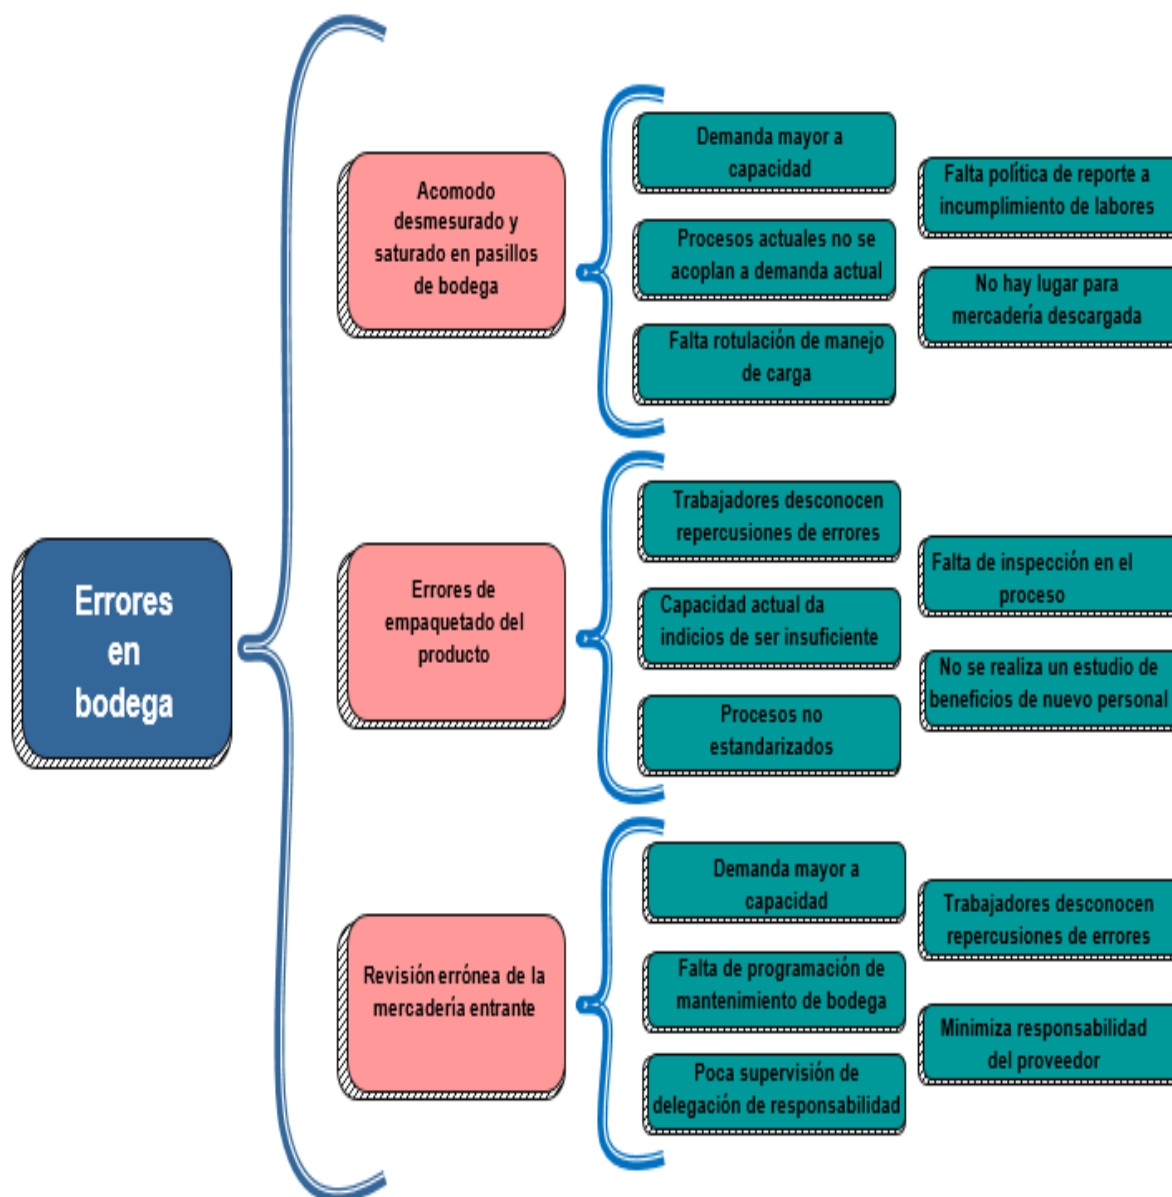 Errores
en
bodega
Acomodo
desmesurado y
saturado en pasillos
de bodega
Demanda mayor a
capacidad
Procesos actuales no se
acoplan a demanda actual
Falta rotulación de manejo
de carga
Falta política de reporte a
incumplimiento de labores
No hay lugar para
mercadería descargada
Errores de
empaquetado del
producto
Trabajadores desconocen
repercusiones de errores
Capacidad actual da
indicios de ser insuficiente
Procesos no
estandarizados
Falta de inspección en el
proceso
No se realiza un estudio de
beneficios de nuevo personal
Revisión errónea de la
mercadería entrante
Demanda mayor a
capacidad
Falta de programación de
mantenimiento de bodega
Poca supervisión de
delegación de responsabilidad
Trabajadores desconocen
repercusiones de errores
Minimiza responsabilidad
del proveedor